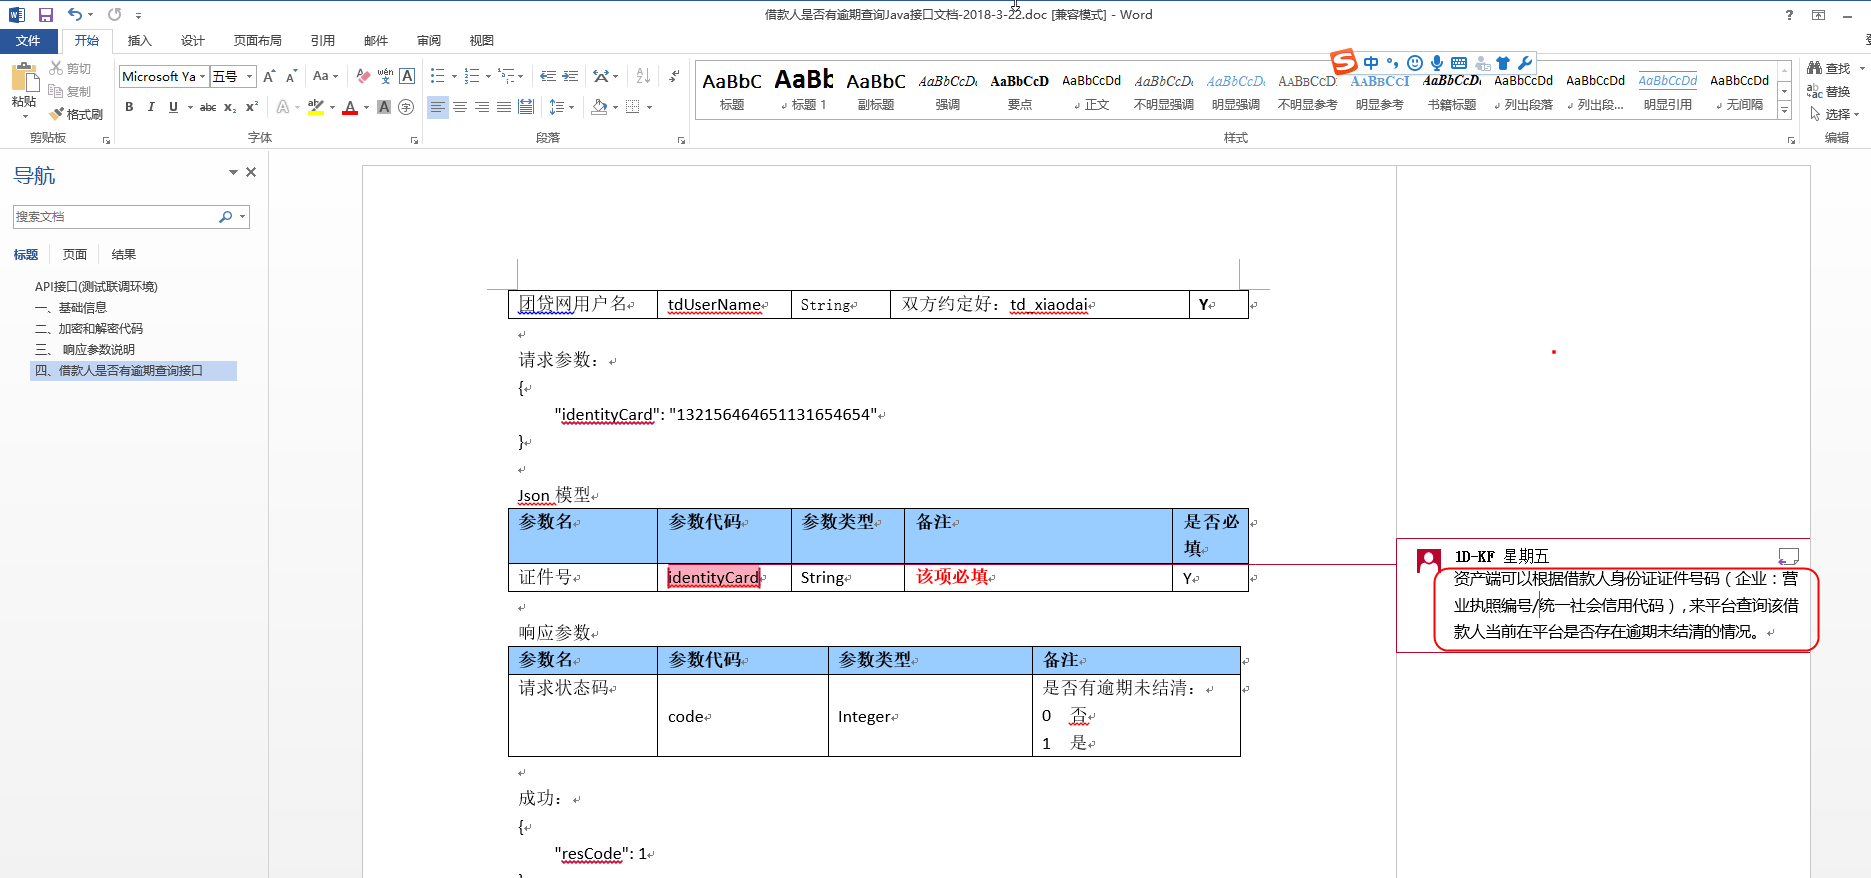 借款人是否有逾期查询Java接口文档-2018-3-22.doc [兼容模式] - Word
文件 开始 插入 设计 页面布局 引用 邮件 审阅 视图
粘贴 剪切 复制 格式刷
Microsoft Ya 五号
剪贴板 字体 段落 样式 编辑
AaBbC AaBb AaBbC AaBbCcDc AaBbCcD AaBbCcDd AaBbCcDc AaBbCcDc AaBbCcD AaBbCcI AaBbCcDc AaBbCcDd AaBbCcDd AaBbCcDd AaBbCcDd
标题 标题 1 副标题 强调 要点 正文 不明显强调 明显强调 不明显参考 明显参考 书籍标题 列出段落 列出段... 明显引用 无间隔
中
查找
替换
选择
导航
搜索文档
标题 页面 结果
API接口(测试联调环境)
一、基础信息
二、加密和解密代码
三、 响应参数说明
四、借款人是否有逾期查询接口
团贷网用户名 tdUserName String 双方约定好：td_xiaodai Y
请求参数：
{
"identityCard": "132156464651131654654"
}
Json 模型
参数名 参数代码 参数类型 备注 是否必填
证件号 identityCard String 该项必填 Y
响应参数
参数名 参数代码 参数类型 备注
请求状态码 code Integer 是否有逾期未结清：
0 否
1 是
成功：
{
"resCode": 1
1D-KF 星期五
资产端可以根据借款人身份证证件号码（企业：营
业执照编号/统一社会信用代码）,来平台查询该借
款人当前在平台是否存在逾期未结清的情况。